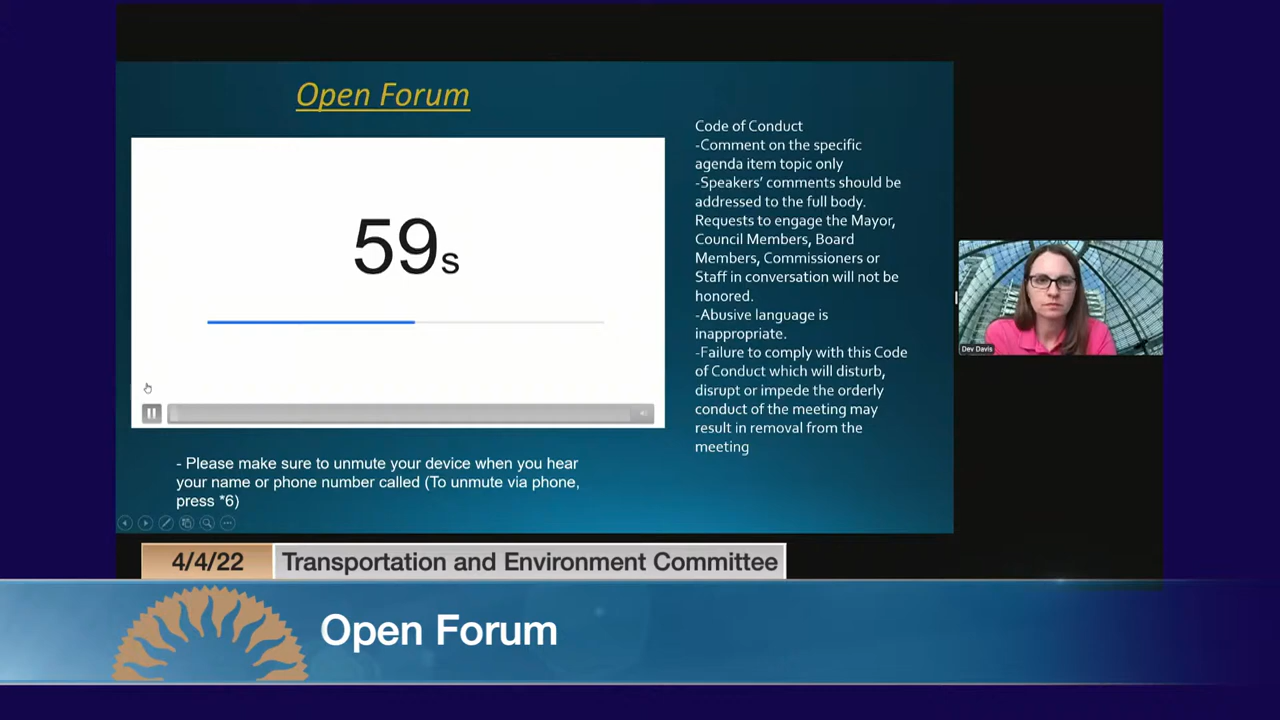 Open Forum
59s
Code of Conduct
-Comment on the specific
agenda item topic only
-Speakers' comments should be
addressed to the full body.
Requests to engage the Mayor,
Council Members, Board
Members, Commissioners or
Staff in conversation will not be
honored.
-Abusive language is
inappropriate.
-Failure to comply with this Code
of Conduct which will disturb,
disrupt or impede the orderly
conduct of the meeting may
result in removal from the
meeting
Dev Davis
- Please make sure to unmute your device when you hear
your name or phone number called (To unmute via phone,
press *6)
4/4/22 Transportation and Environment Committee
Open Forum